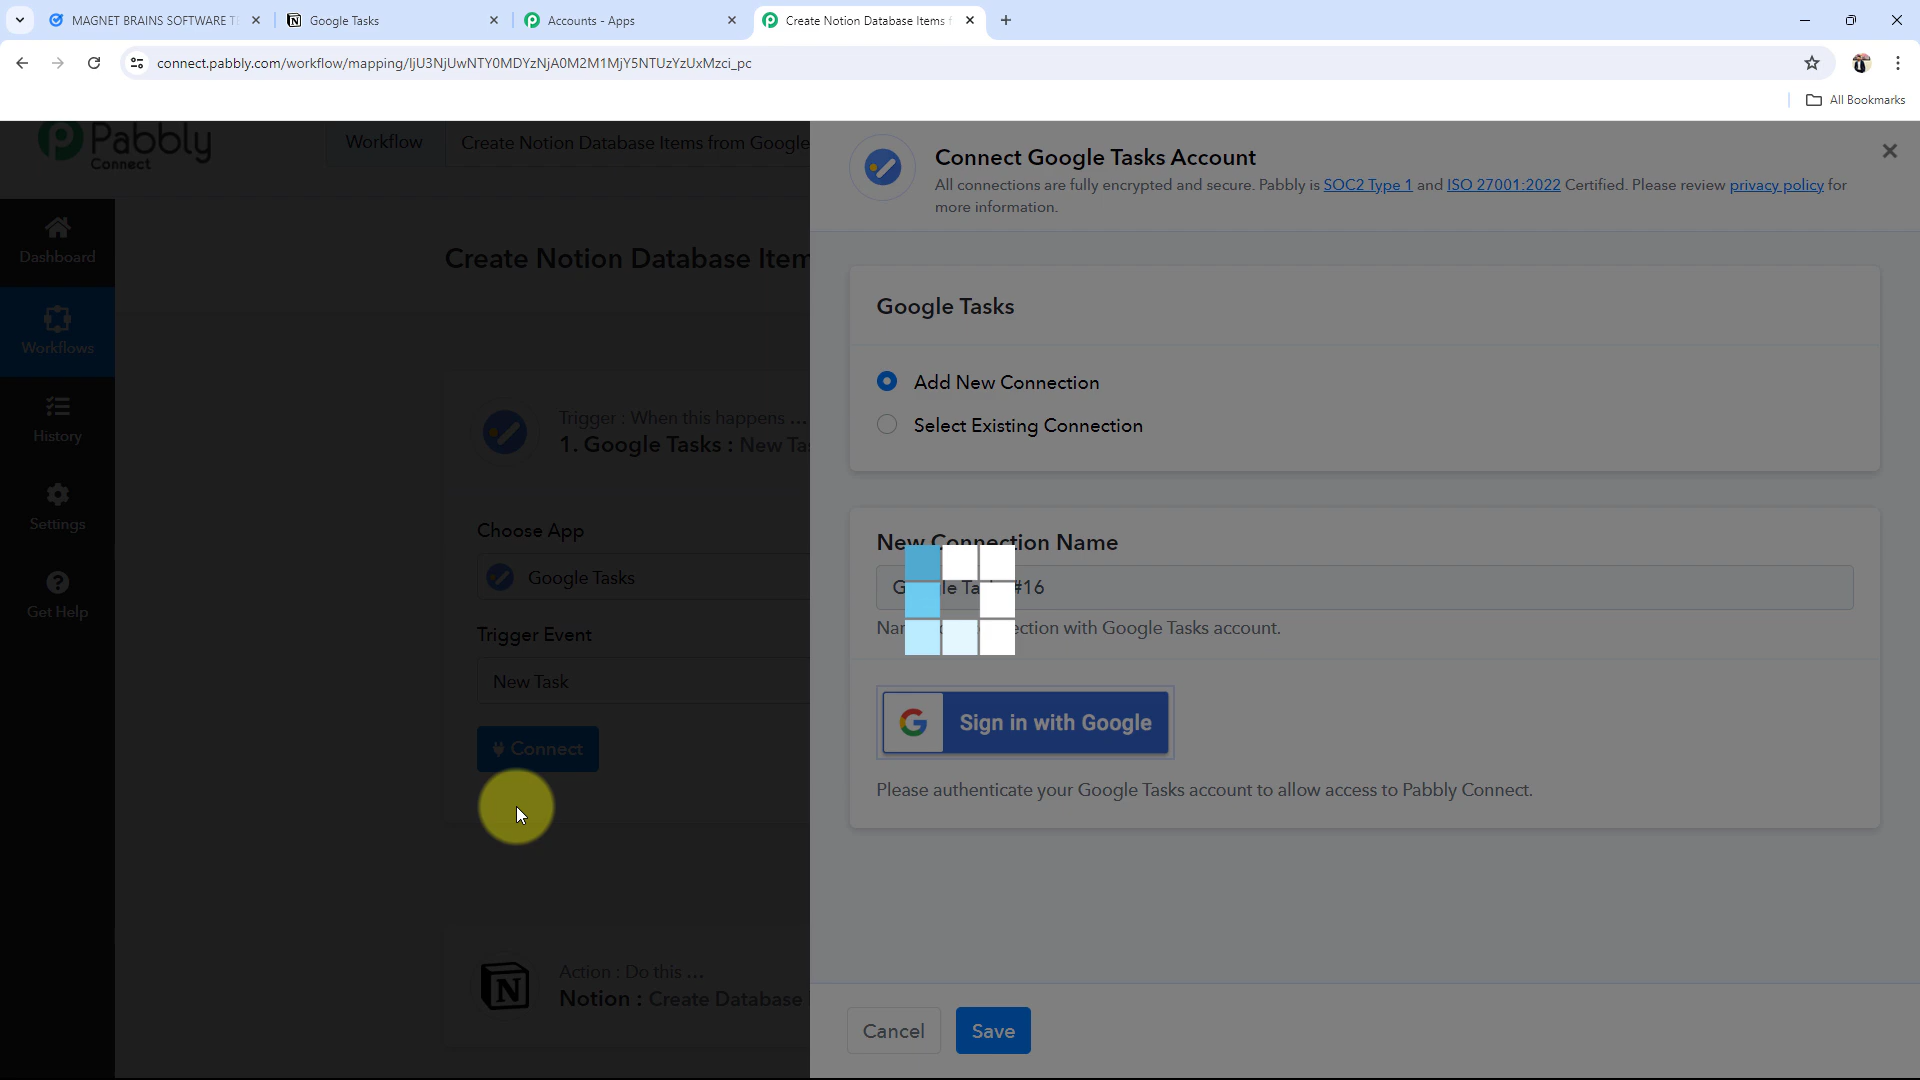 MAGNET BRAINS SOFTWARE T
Google Tasks
Accounts - Apps
Create Notion Database Items f
connect.pabbly.com/workflow/mapping/IjU3NjUwNTY0MDYzNjA0M2M1MjY5NTUzYzUxMzci_pc
All Bookmarks
Pabbly
Connect
Workflow
Create Notion Database Items from Google
Dashboard
Workflows
History
Settings
Get Help
Create Notion Database Item
Trigger : When this happens ...
1. Google Tasks : New Tas
Choose App
Google Tasks
Trigger Event
New Task
Connect
Action : Do this ...
Notion : Create Database
Connect Google Tasks Account
All connections are fully encrypted and secure. Pabbly is SOC2 Type 1 and ISO 27001:2022 Certified. Please review privacy policy for
more information.
Google Tasks
Add New Connection
Select Existing Connection
New Connection Name
#16
with Google Tasks account.
G Sign in with Google
Please authenticate your Google Tasks account to allow access to Pabbly Connect.
Cancel
Save